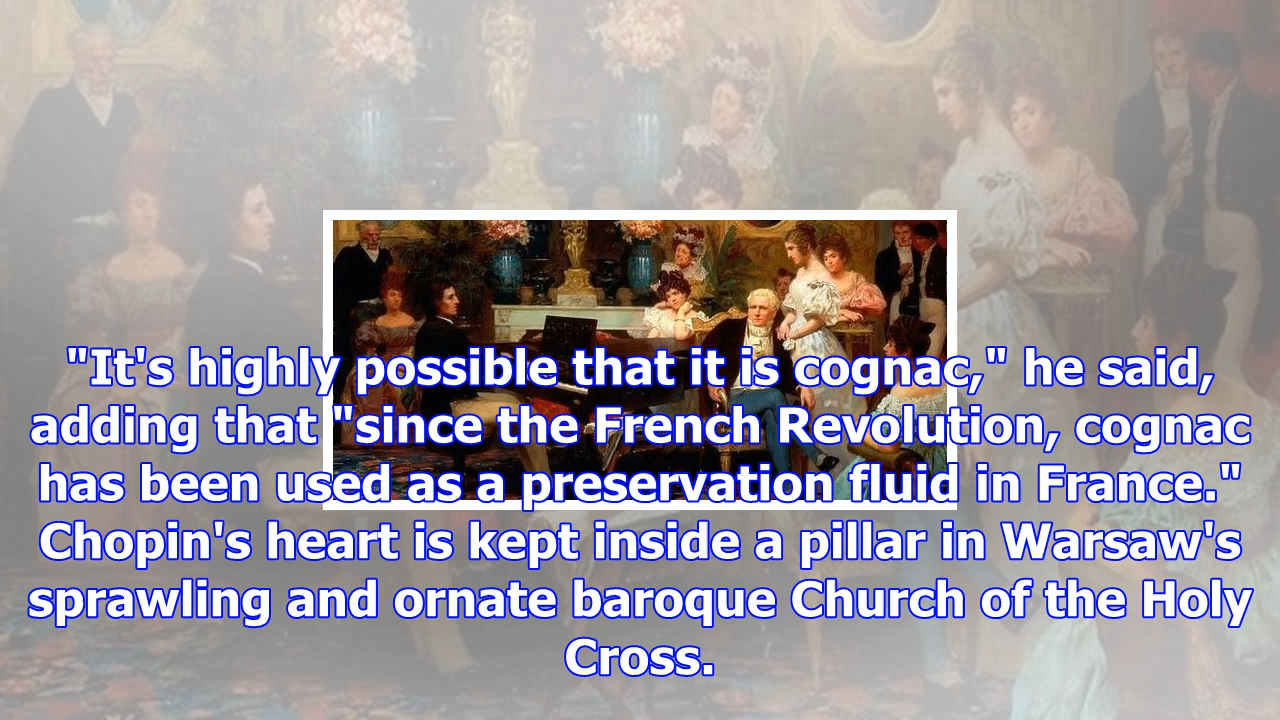 "It's highly possible that it is cognac," he said,
adding that "since the French Revolution, cognac
has been used as a preservation fluid in France."
Chopin's heart is kept inside a pillar in Warsaw's
sprawling and ornate baroque Church of the Holy
Cross.